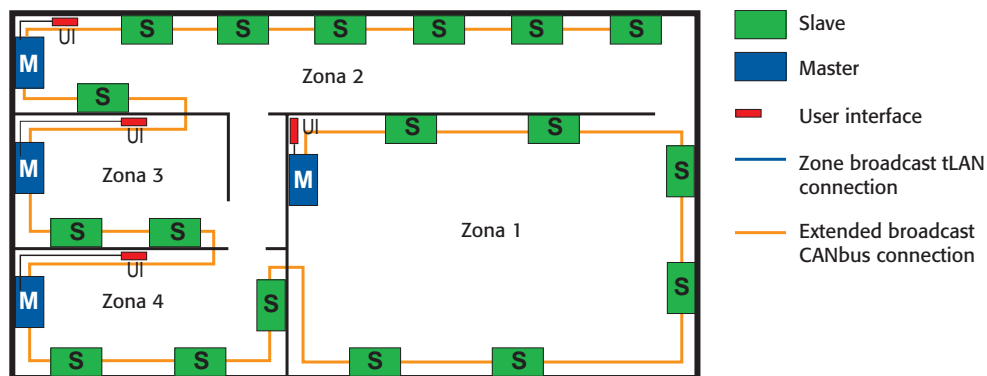 UI
S S S S S S
M
Zona 2
S
UI
UI
S S
M
Zona 3
M
S
Zona 1
S S
UI
S
M
Zona 4
S
S S
S S
Slave
Master
User interface
Zone broadcast tLAN
connection
Extended broadcast
CANbus connection